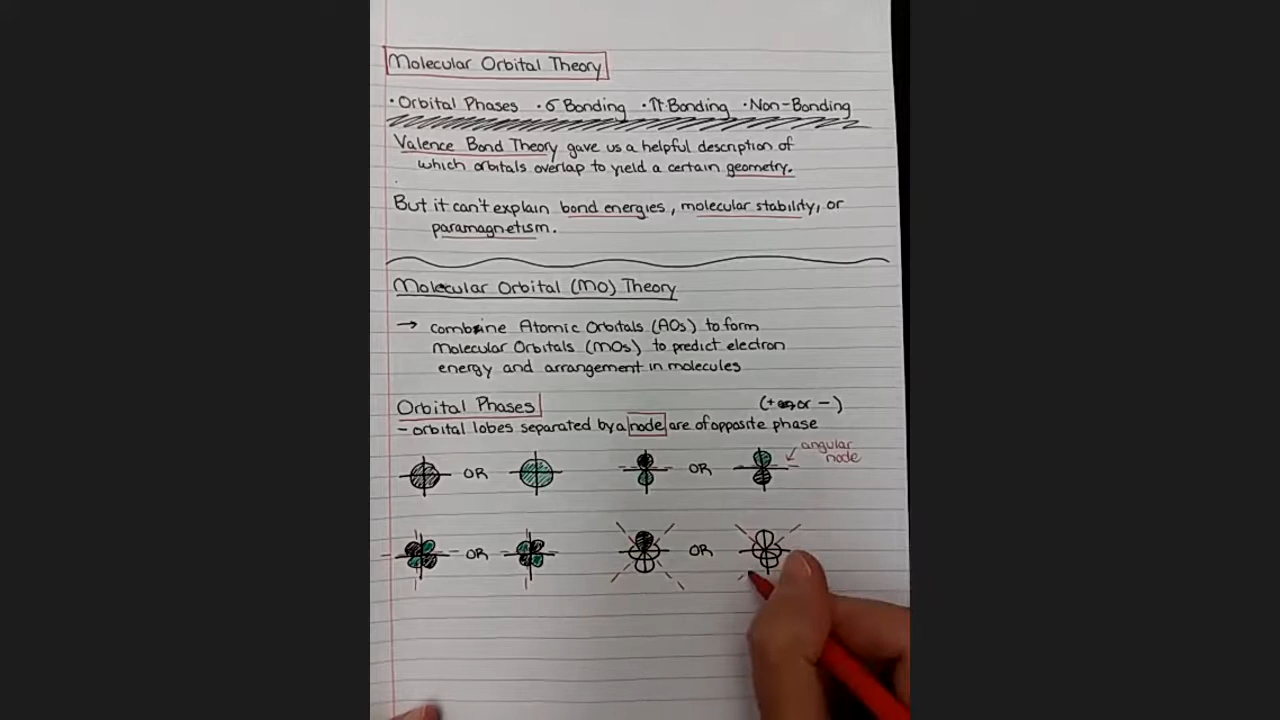 Molecular Orbital Theory
• Orbital Phases • σ Bonding • π Bonding • Non-Bonding
Valence Bond Theory gave us a helpful description of
which orbitals overlap to yield a certain geometry.
But it can't explain bond energies, molecular stability, or
paramagnetism.
Molecular Orbital (MO) Theory
→ combine Atomic Orbitals (AOs) to form
Molecular Orbitals (MOs) to predict electron
energy and arrangement in molecules
Orbital Phases (+ or −)
- orbital lobes separated by a node are of opposite phase
OR OR angular
node
OR OR